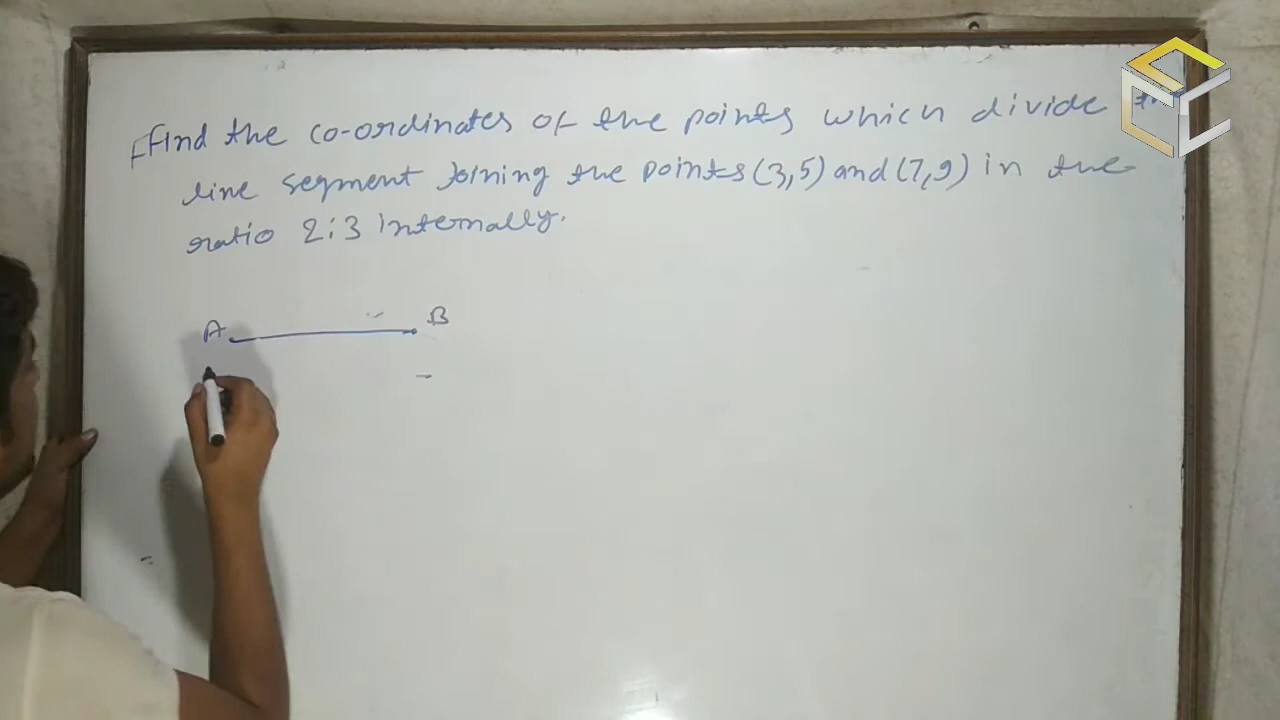 Find the co-ordinates of the points which divide
line segment joining the points (3,5) and (7,9) in the
ratio 2:3 internally.
A B